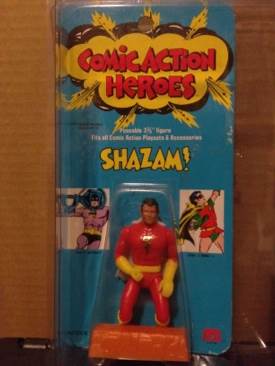 COMIC ACTION
HEROES
Poseable 3¾" figure
Fits all Comic Action Playsets & Accessories
SHAZAM!